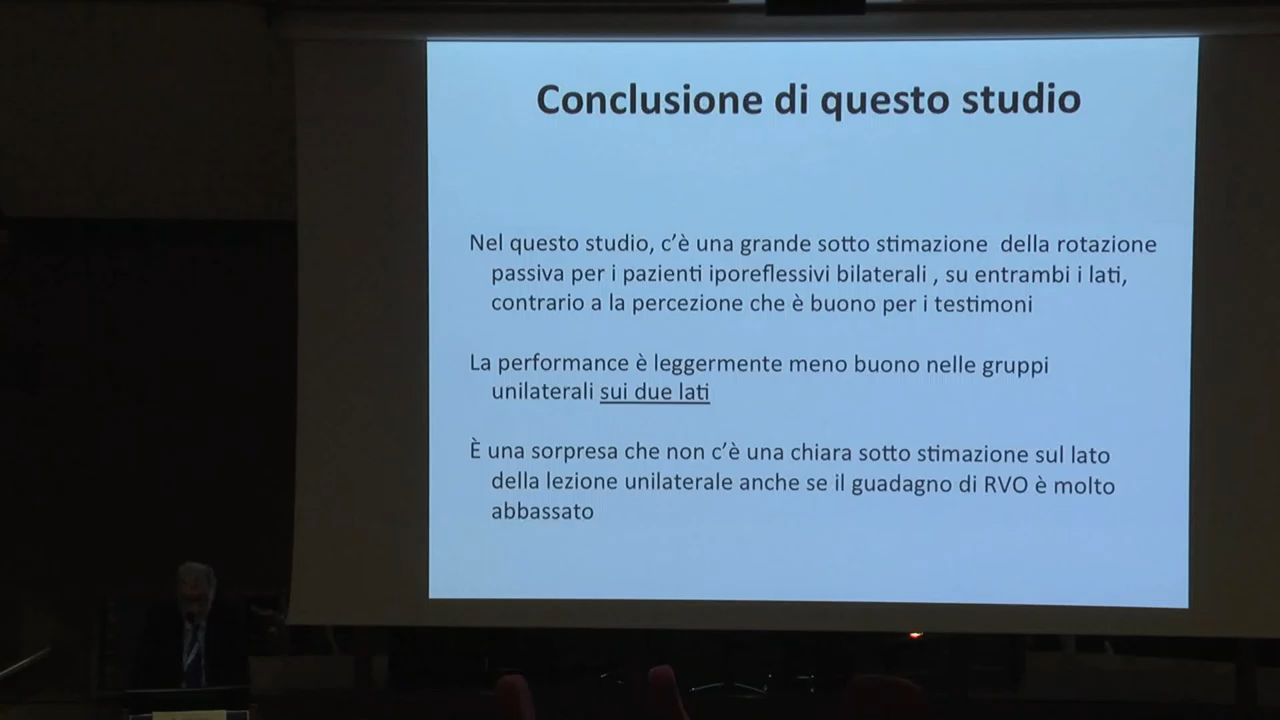 Conclusione di questo studio
Nel questo studio, c'è una grande sotto stimazione della rotazione
passiva per i pazienti iporeflessivi bilaterali , su entrambi i lati,
contrario a la percezione che è buono per i testimoni
La performance è leggermente meno buono nelle gruppi
unilaterali sui due lati
È una sorpresa che non c'è una chiara sotto stimazione sul lato
della lezione unilaterale anche se il guadagno di RVO è molto
abbassato